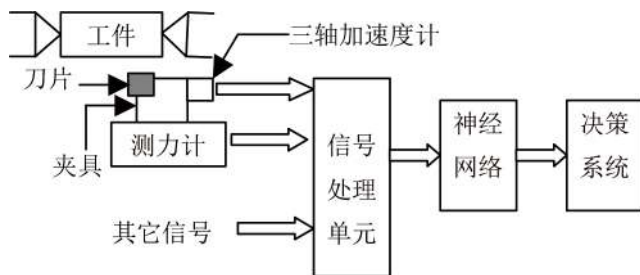 工件
三轴加速度计
刀片
夹具
测力计
其它信号
信号
处理
单元
神经
网络
决策
系统